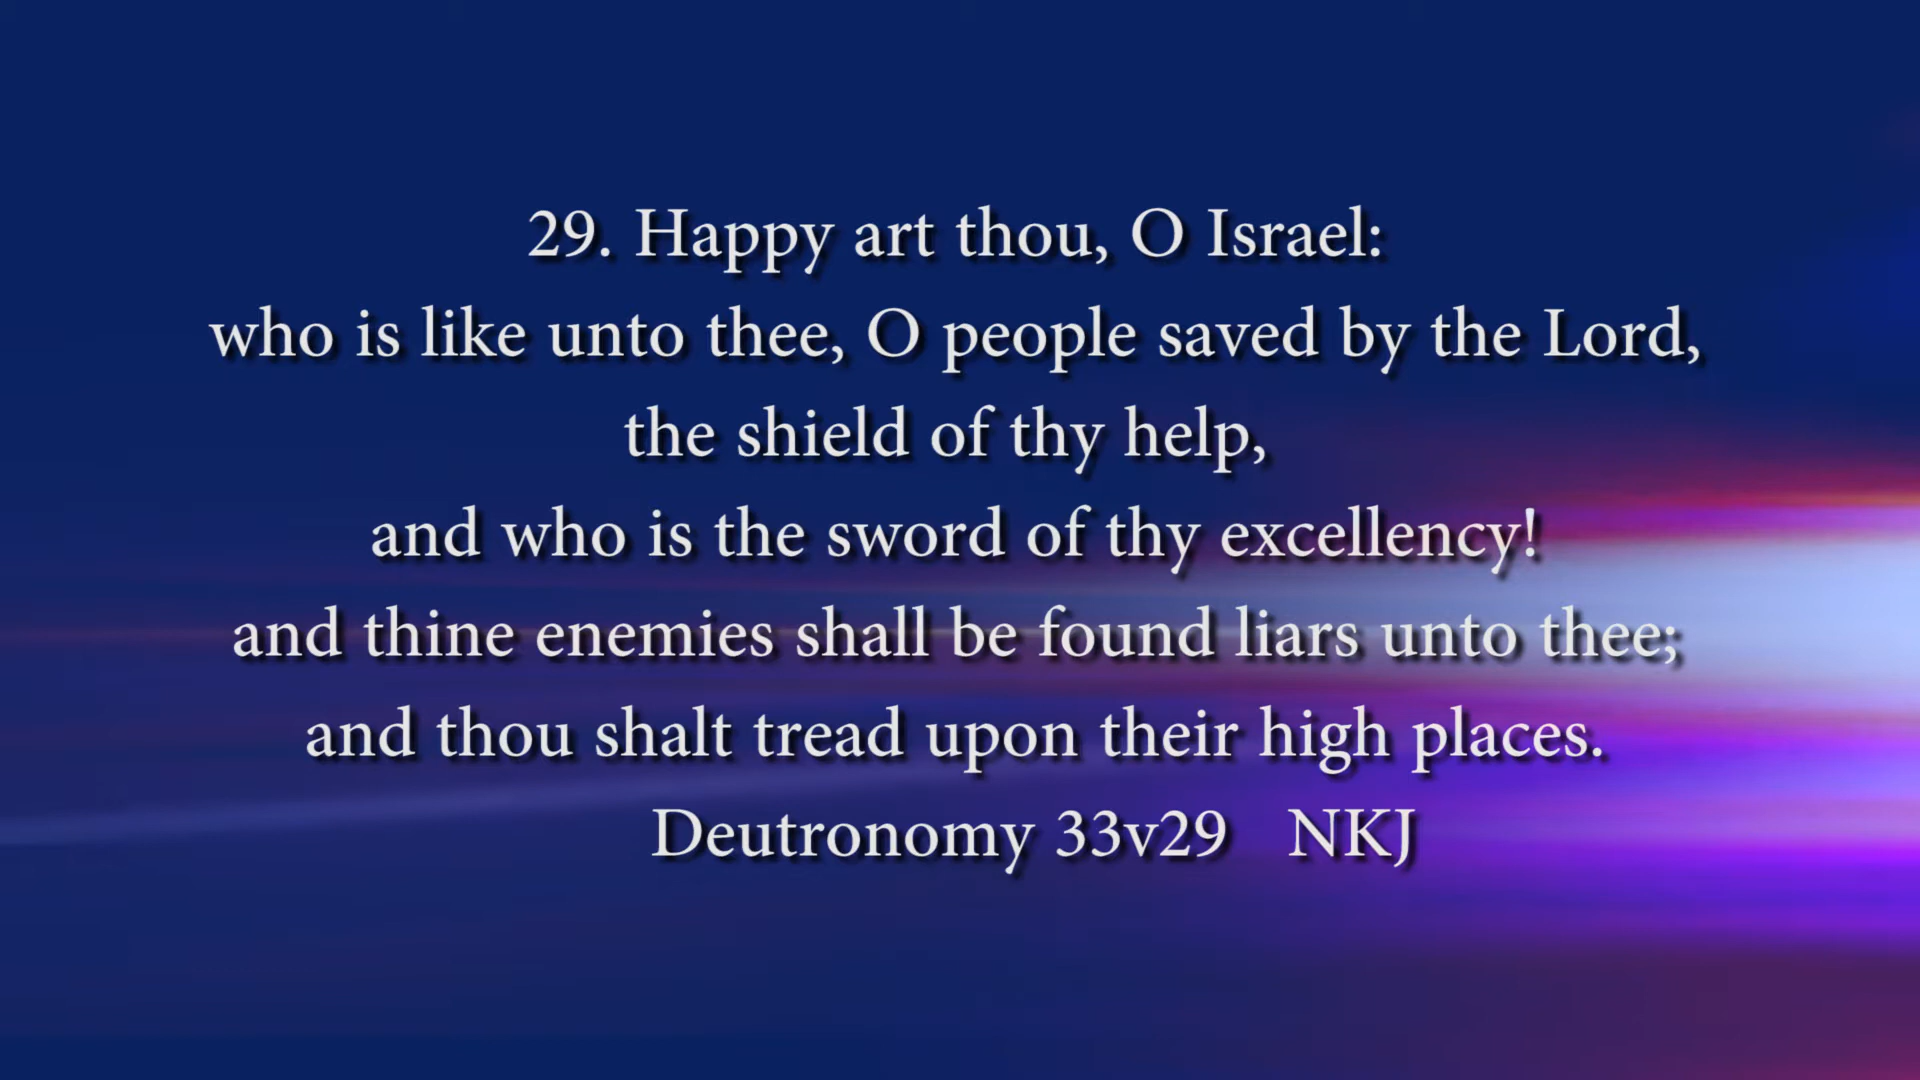 29. Happy art thou, O Israel:
who is like unto thee, O people saved by the Lord,
the shield of thy help,
and who is the sword of thy excellency!
and thine enemies shall be found liars unto thee;
and thou shalt tread upon their high places.
Deutronomy 33v29 NKJ